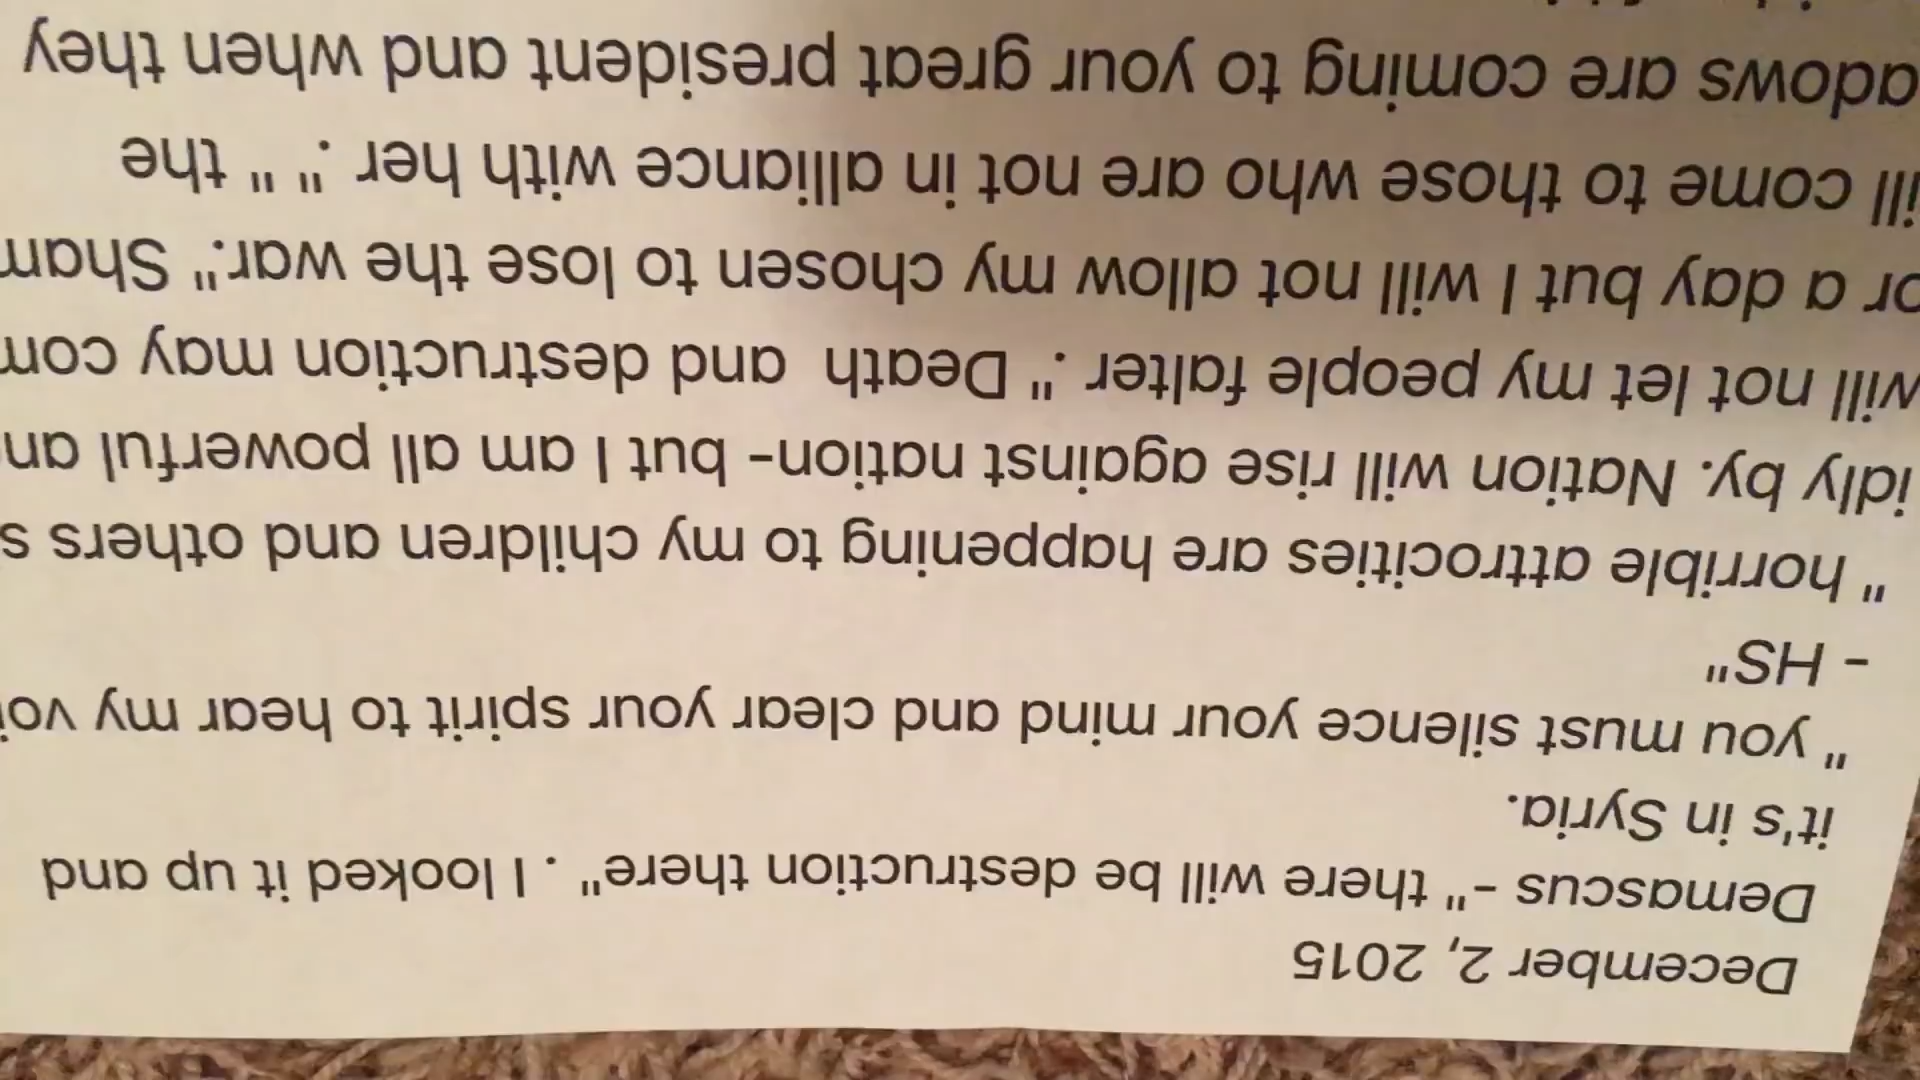 December 2, 2015
Demascus -" there will be destruction there" . I looked it up and
it's in Syria.
" you must silence your mind and clear your spirit to hear my
- HS"
" horrible attrocities are happening to my children and others
idly by. Nation will rise against nation- but I am all powerful
will not let my people falter ." Death and destruction may
a day but I will not allow my chosen to lose the war." Sham
come to those who are not in alliance with her ." " the
are coming to your great president and when they